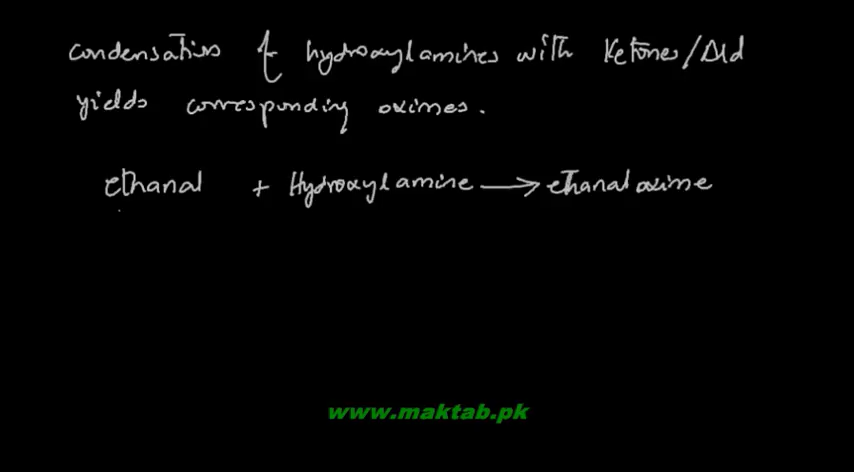 condensation of hydroxylamines with Ketones/Ald
yields corresponding oximes.
ethanal + Hydroxylamine → ethanal oxime
www.maktab.pk